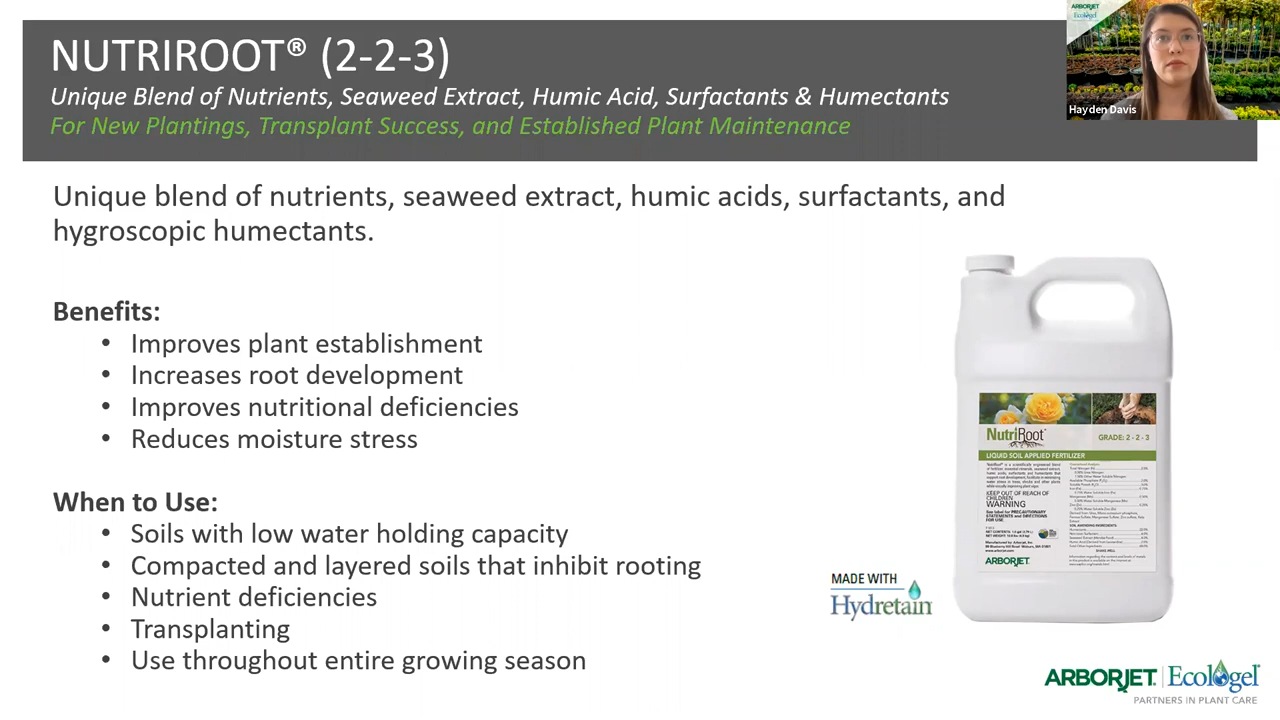 NUTRIROOT® (2-2-3)
Unique Blend of Nutrients, Seaweed Extract, Humic Acid, Surfactants & Humectants
For New Plantings, Transplant Success, and Established Plant Maintenance
ARBORJET
Ecologel
Hayden Davis
Unique blend of nutrients, seaweed extract, humic acids, surfactants, and
hygroscopic humectants.
Benefits:
• Improves plant establishment
• Increases root development
• Improves nutritional deficiencies
• Reduces moisture stress
When to Use:
• Soils with low water holding capacity
• Compacted and layered soils that inhibit rooting
• Nutrient deficiencies
• Transplanting
• Use throughout entire growing season
MADE WITH
Hydretain
NutriRoot
GRADE: 2 - 2 - 3
LIQUID SOIL APPLIED FERTILIZER
KEEP OUT OF REACH OF
CHILDREN
WARNING
ARBORJET
ARBORJET | Ecologel
PARTNERS IN PLANT CARE